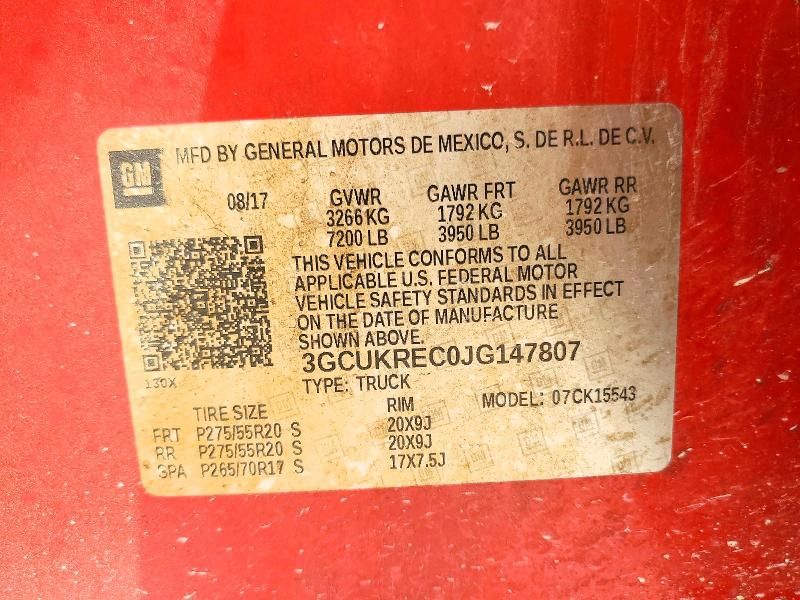 GM
MFD BY GENERAL MOTORS DE MEXICO, S. DE R.L. DE C.V.
08/17 GVWR GAWR FRT GAWR RR
3266 KG 1792 KG 1792 KG
7200 LB 3950 LB 3950 LB
THIS VEHICLE CONFORMS TO ALL
APPLICABLE U.S. FEDERAL MOTOR
VEHICLE SAFETY STANDARDS IN EFFECT
ON THE DATE OF MANUFACTURE
SHOWN ABOVE.
3GCUKREC0JG147807
130X
TYPE: TRUCK MODEL: 07CK15543
TIRE SIZE RIM
FRT P275/55R20 S 20X9J
RR P275/55R20 S 20X9J
SPA P265/70R17 S 17X7.5J